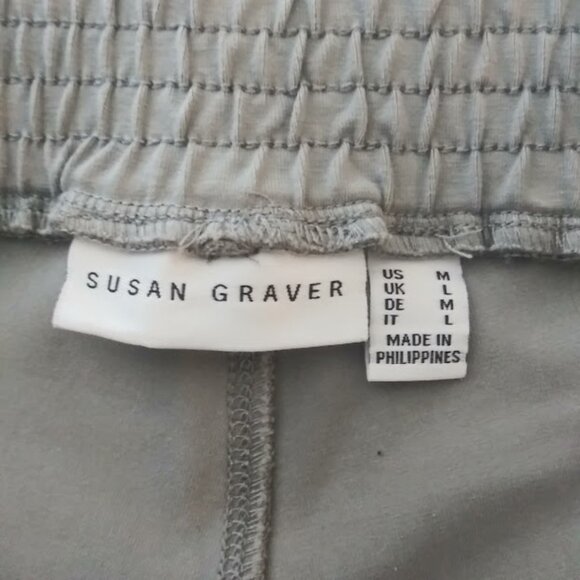 SUSAN GRAVER
US M
UK L
DE M
IT L
MADE IN
PHILIPPINES